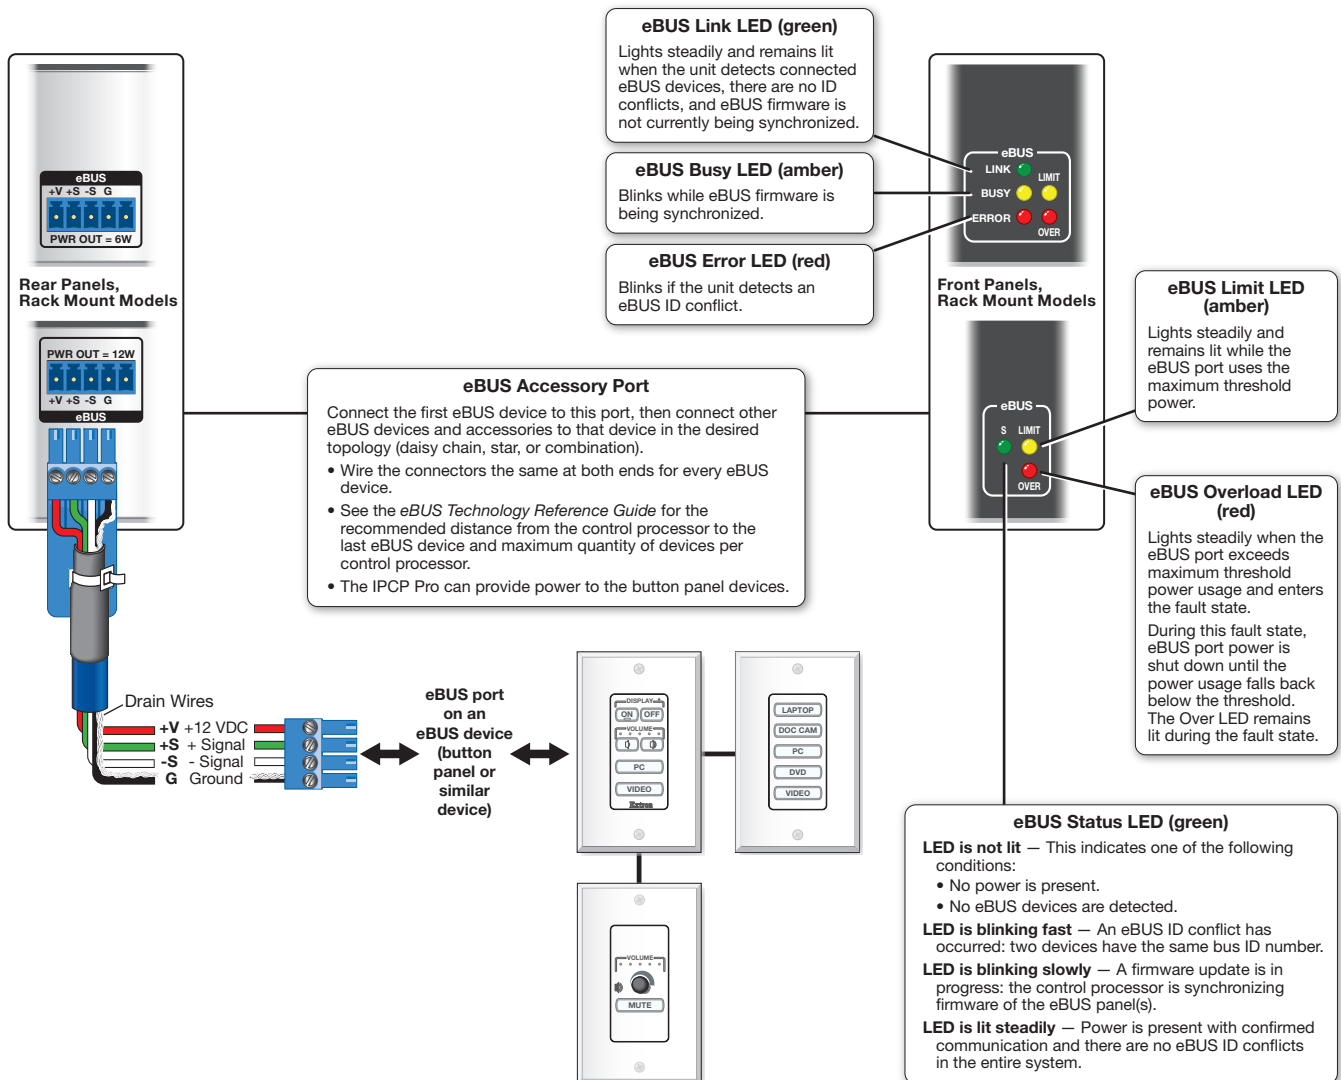 eBUS Link LED (green)
Lights steadily and remains lit
when the unit detects connected
eBUS devices, there are no ID
conflicts, and eBUS firmware is
not currently being synchronized.
eBUS Busy LED (amber)
Blinks while eBUS firmware is
being synchronized.
eBUS Error LED (red)
Blinks if the unit detects an
eBUS ID conflict.
eBUS
+V +S -S G
PWR OUT = 6W
Rear Panels,
Rack Mount Models
PWR OUT = 12W
+V +S -S G
eBUS
eBUS
LINK
LIMIT
BUSY
ERROR
OVER
Front Panels,
Rack Mount Models
eBUS
S LIMIT
OVER
eBUS Limit LED
(amber)
Lights steadily and
remains lit while the
eBUS port uses the
maximum threshold
power.
eBUS Accessory Port
Connect the first eBUS device to this port, then connect other
eBUS devices and accessories to that device in the desired
topology (daisy chain, star, or combination).
• Wire the connectors the same at both ends for every eBUS
device.
• See the eBUS Technology Reference Guide for the
recommended distance from the control processor to the
last eBUS device and maximum quantity of devices per
control processor.
• The IPCP Pro can provide power to the button panel devices.
eBUS Overload LED
(red)
Lights steadily when the
eBUS port exceeds
maximum threshold
power usage and enters
the fault state.
During this fault state,
eBUS port power is
shut down until the
power usage falls back
below the threshold.
The Over LED remains
lit during the fault state.
Drain Wires
+V +12 VDC
+S + Signal
-S - Signal
G Ground
eBUS port
on an
eBUS device
(button
panel or
similar
device)
DISPLAY
ON OFF
VOLUME
PC
VIDEO
Extron
LAPTOP
DOC CAM
PC
DVD
VIDEO
VOLUME
MUTE
eBUS Status LED (green)
LED is not lit — This indicates one of the following
conditions:
• No power is present.
• No eBUS devices are detected.
LED is blinking fast — An eBUS ID conflict has
occurred: two devices have the same bus ID number.
LED is blinking slowly — A firmware update is in
progress: the control processor is synchronizing
firmware of the eBUS panel(s).
LED is lit steadily — Power is present with confirmed
communication and there are no eBUS ID conflicts
in the entire system.